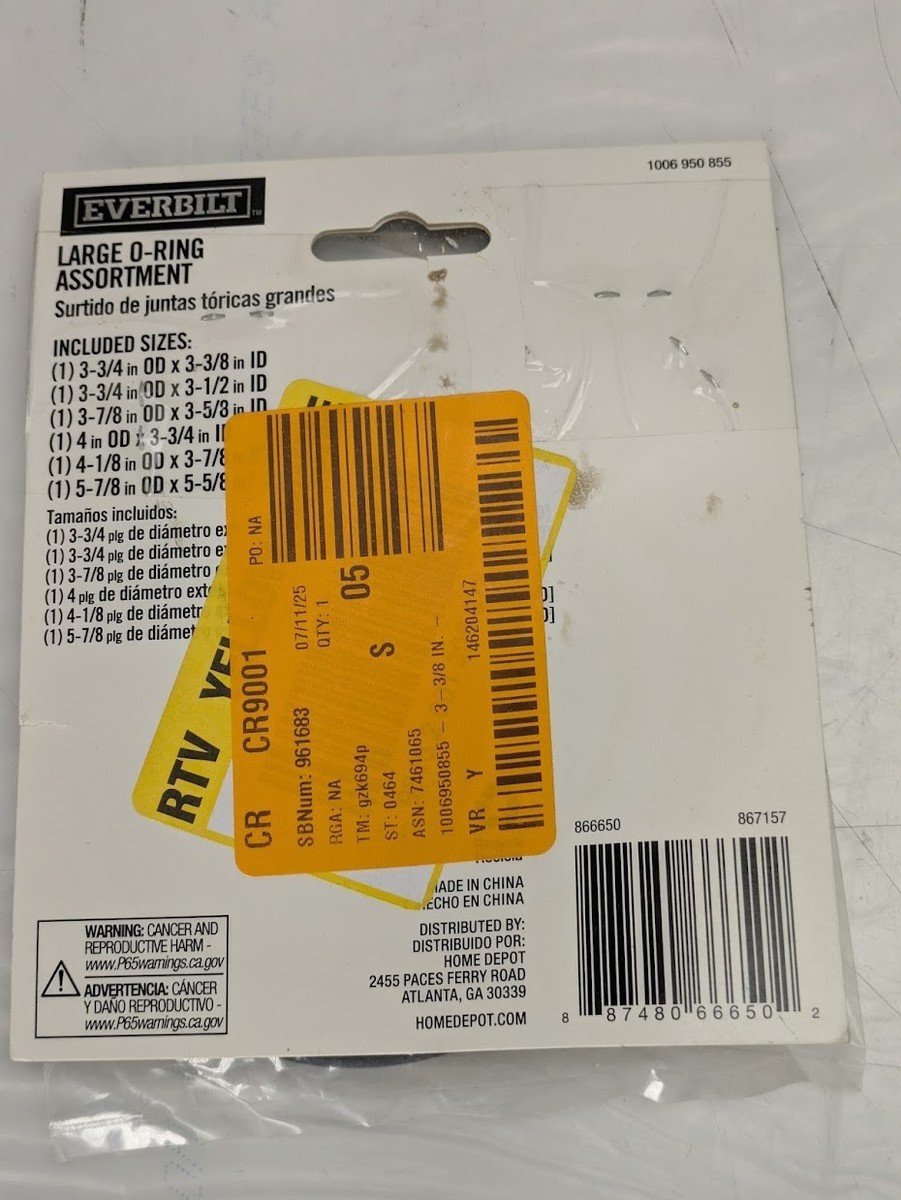 1006 950 855
EVERBILT™
LARGE O-RING
ASSORTMENT
Surtido de juntas tóricas grandes
INCLUDED SIZES:
(1) 3-3/4 in OD x 3-3/8 in ID
(1) 3-3/4 in OD x 3-1/2 in ID
(1) 3-7/8 in OD x 3-5/8 in ID
(1) 4 in OD x 3-3/4 in
(1) 4-1/8 in OD x 3-7/8
(1) 5-7/8 in OD x 5-5/8
Tamaños incluidos:
(1) 3-3/4 plg de diámetro
(1) 3-3/4 plg de diámetro
(1) 3-7/8 plg de diámetro
(1) 4 plg de diámetro
(1) 4-1/8 plg de
(1) 5-7/8 plg de
RTV
CR CR9001 PO: NA
SBNum: 961683 07/11/25
RGA: NA QTY: 1
TM: gzk694p 05
ST: 0464 S
ASN: 7461065
1006950855 – 3-3/8 IN. –
VR Y 146204147
MADE IN CHINA
HECHO EN CHINA
DISTRIBUTED BY:
DISTRIBUIDO POR:
HOME DEPOT
2455 PACES FERRY ROAD
ATLANTA, GA 30339
HOMEDEPOT.COM
WARNING: CANCER AND
REPRODUCTIVE HARM -
www.P65warnings.ca.gov
ADVERTENCIA: CÁNCER
Y DAÑO REPRODUCTIVO -
www.P65warnings.ca.gov
866650 867157
8 87480 66650 2